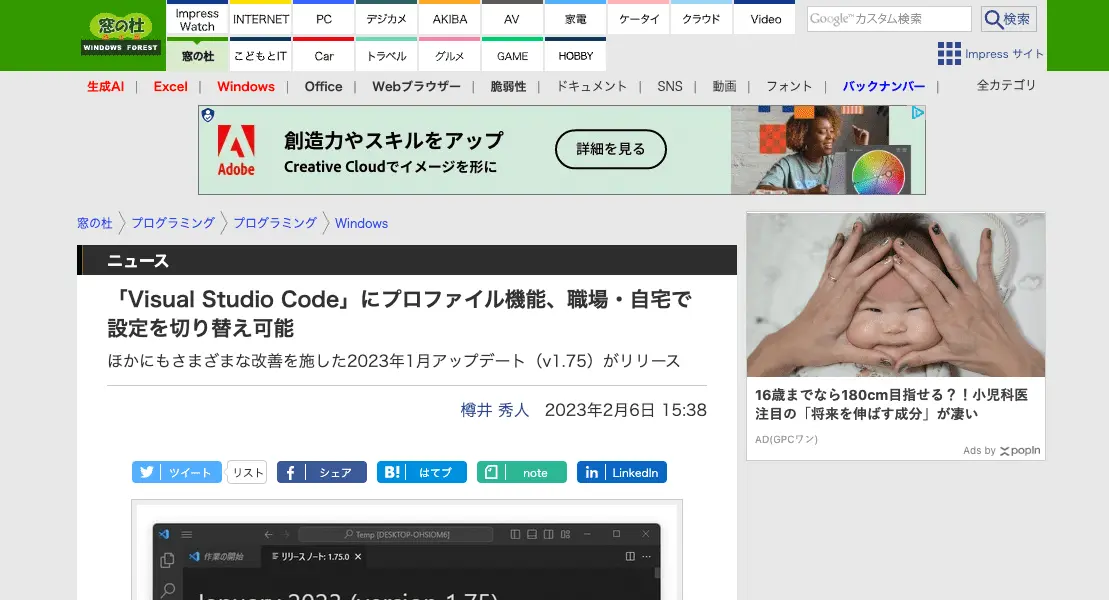 窓の杜
WINDOWS FOREST
Impress Watch
INTERNET
PC
デジカメ
AKIBA
AV
家電
ケータイ
クラウド
Video
Google™カスタム検索
検索
窓の杜
こどもとIT
Car
トラベル
グルメ
GAME
HOBBY
Impress サイト
生成AI | Excel | Windows | Office | Webブラウザー | 脆弱性 | ドキュメント | SNS | 動画 | フォント | バックナンバー | 全カテゴリ
Adobe
創造力やスキルをアップ
Creative Cloudでイメージを形に
詳細を見る
窓の杜 プログラミング プログラミング Windows
ニュース
「Visual Studio Code」にプロファイル機能、職場・自宅で
設定を切り替え可能
ほかにもさまざまな改善を施した2023年1月アップデート（v1.75）がリリース
樽井 秀人 2023年2月6日 15:38
ツイート リスト シェア B! はてブ note in LinkedIn
Temp [DESKTOP-OHSIOM6]
作業の開始 リリース ノート: 1.75.0
January 2023 (version 1.75)
16歳までなら180cm目指せる？！小児科医
注目の「将来を伸ばす成分」が凄い
AD(GPCワン)
Ads by popIn